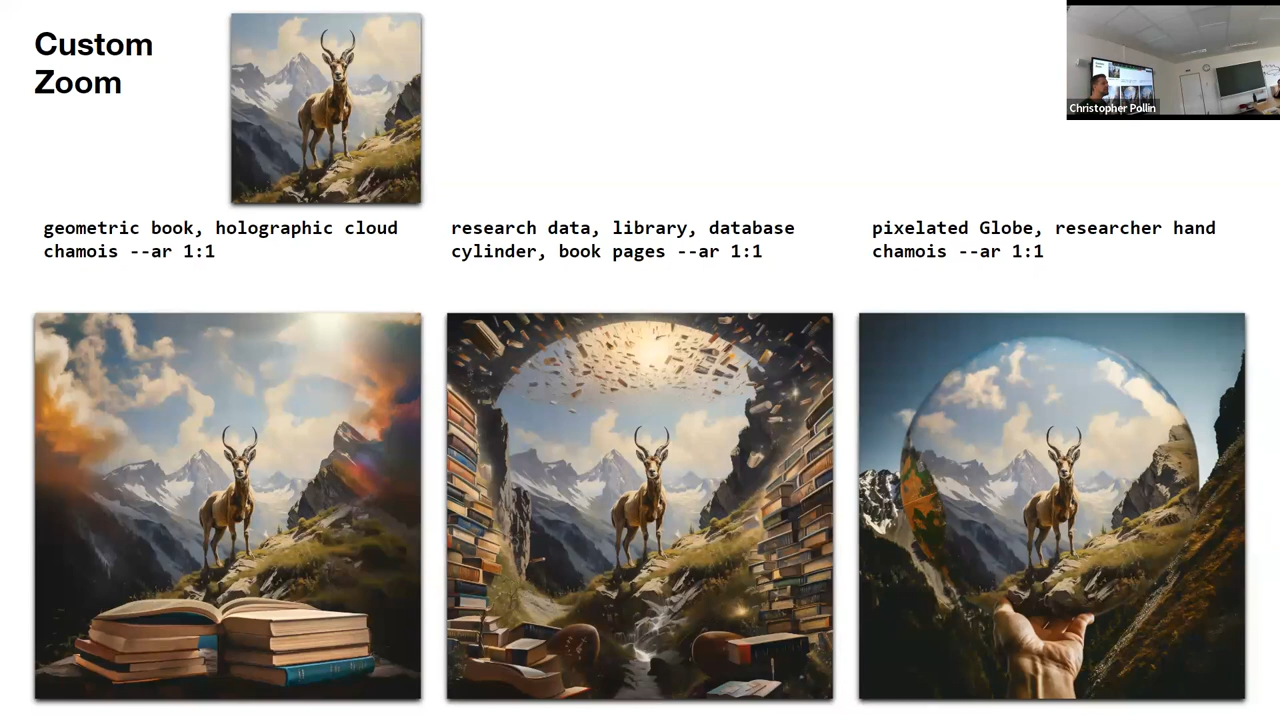 Custom
Zoom
Christopher Pollin
geometric book, holographic cloud
chamois --ar 1:1
research data, library, database
cylinder, book pages --ar 1:1
pixelated Globe, researcher hand
chamois --ar 1:1